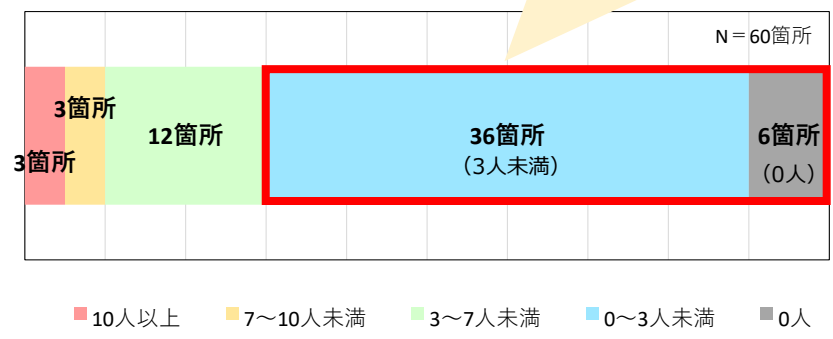 N＝60箇所
3箇所
3箇所
12箇所
36箇所
（3人未満）
6箇所
（0人）
10人以上 7～10人未満 3～7人未満 0～3人未満 0人